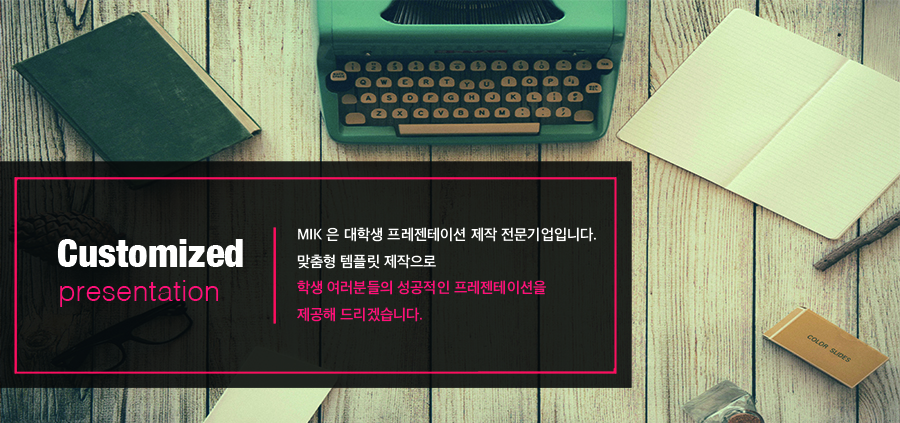 Q W E R T Y U I O P
A S D F G H J K L
Z X C V B N M
Customized
presentation
MIK 은 대학생 프레젠테이션 제작 전문기업입니다.
맞춤형 템플릿 제작으로
학생 여러분들의 성공적인 프레젠테이션을
제공해 드리겠습니다.
COLOR SLIDES